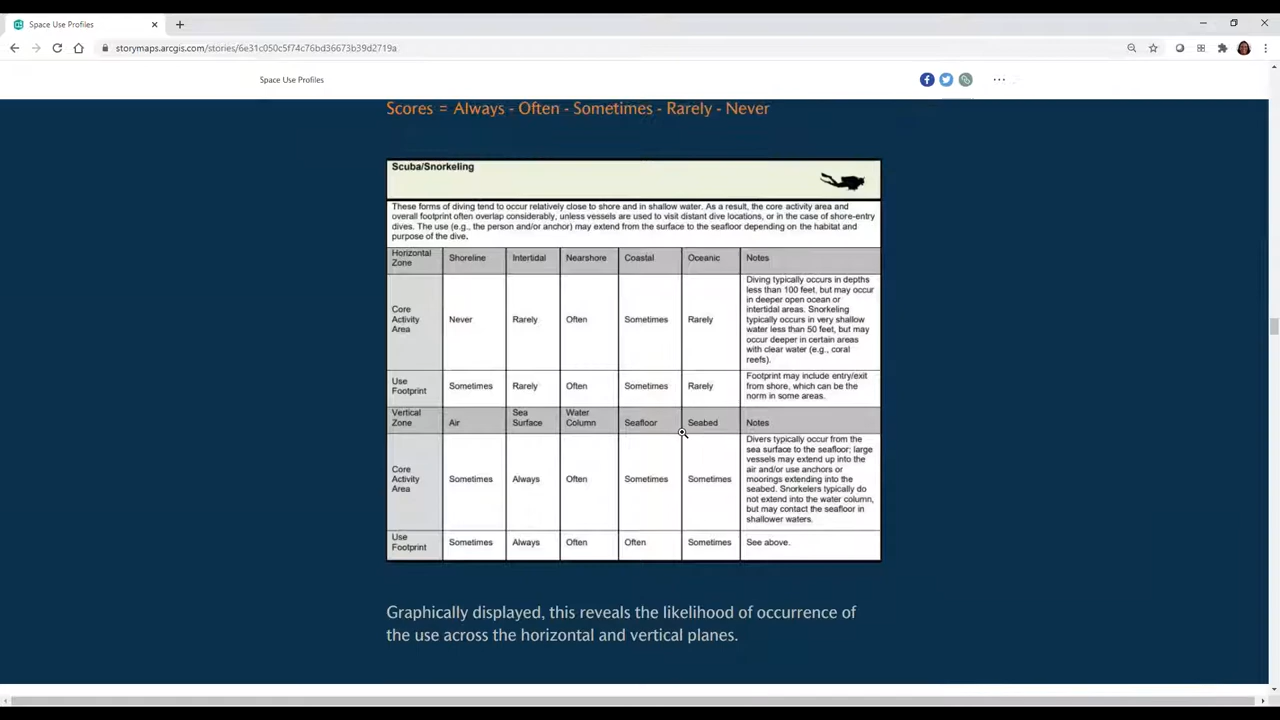 Space Use Profiles
storymaps.arcgis.com/stories/6e31c050c5f74c76bd36673b39d2719a
Space Use Profiles
Scores = Always - Often - Sometimes - Rarely - Never
Scuba/Snorkeling
These forms of diving tend to occur relatively close to shore and in shallow water. As a result, the core activity area and
overall footprint often overlap considerably, unless vessels are used to visit distant dive locations, or in the case of shore-entry
dives. The use (e.g., the person and/or anchor) may extend from the surface to the seafloor depending on the habitat and
purpose of the dive.
Horizontal Zone Shoreline Intertidal Nearshore Coastal Oceanic Notes
Core Activity Area Never Rarely Often Sometimes Rarely
Diving typically occurs in depths
less than 100 feet, but may occur
in deeper open ocean or
intertidal areas. Snorkeling
typically occurs in very shallow
water less than 50 feet, but may
occur deeper in certain areas
with clear water (e.g., coral
reefs).
Use Footprint Sometimes Rarely Often Sometimes Rarely
Footprint may include entry/exit
from shore, which can be the
norm in some areas.
Vertical Zone Air Sea Surface Water Column Seafloor Seabed Notes
Core Activity Area Sometimes Always Often Sometimes Sometimes
Divers typically occur from the
sea surface to the seafloor; large
vessels may extend up into the
air and/or use anchors or
moorings extending into the
seabed. Snorkelers typically do
not extend into the water column,
but may contact the seafloor in
shallower waters.
Use Footprint Sometimes Always Often Often Sometimes See above.
Graphically displayed, this reveals the likelihood of occurrence of
the use across the horizontal and vertical planes.